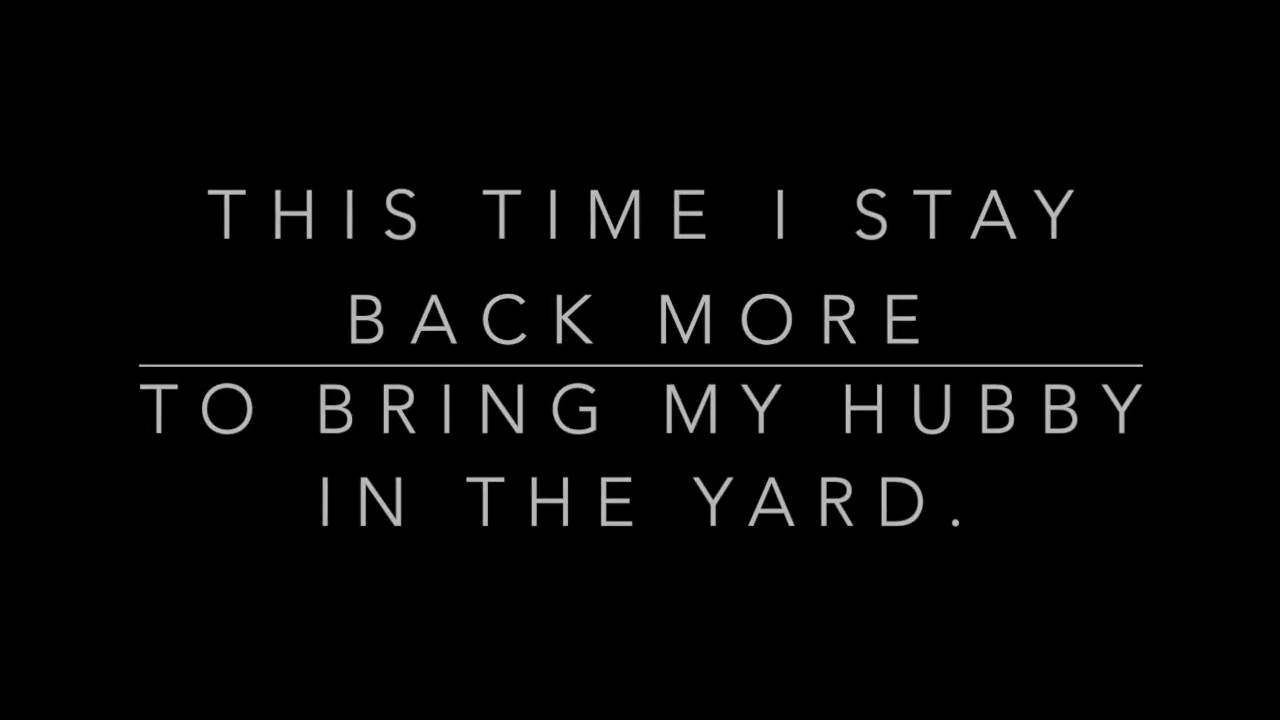 THIS TIME I STAY
BACK MORE
TO BRING MY HUBBY
IN THE YARD.